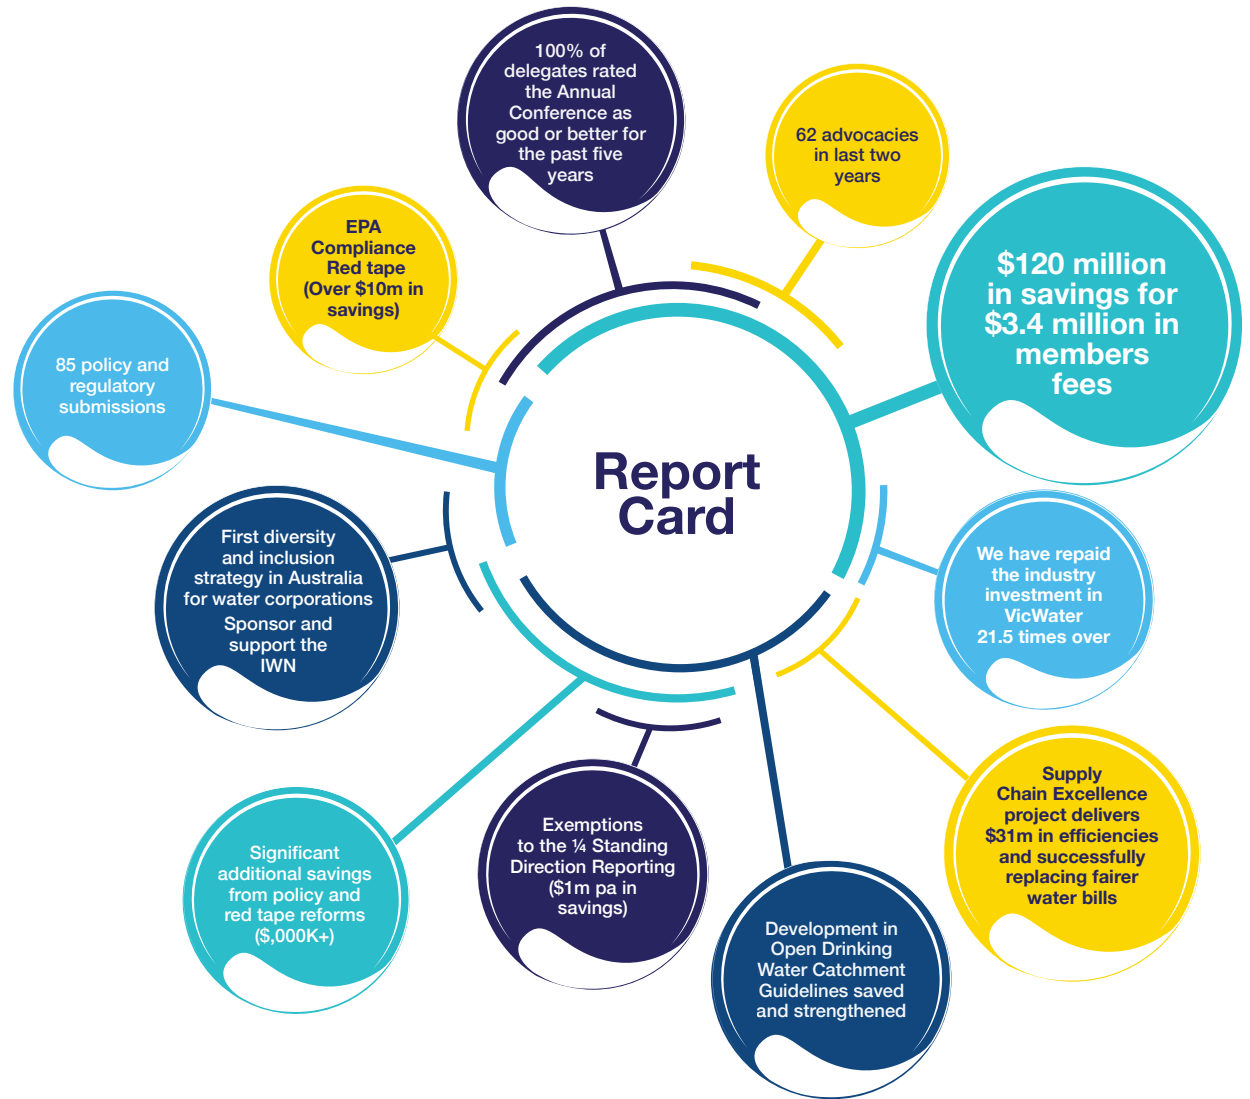 100% of
delegates rated
the Annual
Conference as
good or better for
the past five
years
62 advocacies
in last two
years
EPA
Compliance
Red tape
(Over $10m in
savings)
$120 million
in savings for
$3.4 million in
members
fees
85 policy and
regulatory
submissions
Report
Card
First diversity
and inclusion
strategy in Australia
for water corporations
Sponsor and
support the
IWN
We have repaid
the industry
investment in
VicWater
21.5 times over
Supply
Chain Excellence
project delivers
$31m in efficiencies
and successfully
replacing fairer
water bills
Significant
additional savings
from policy and
red tape reforms
($,000K+)
Exemptions
to the ¼ Standing
Direction Reporting
($1m pa in
savings)
Development in
Open Drinking
Water Catchment
Guidelines saved
and strengthened